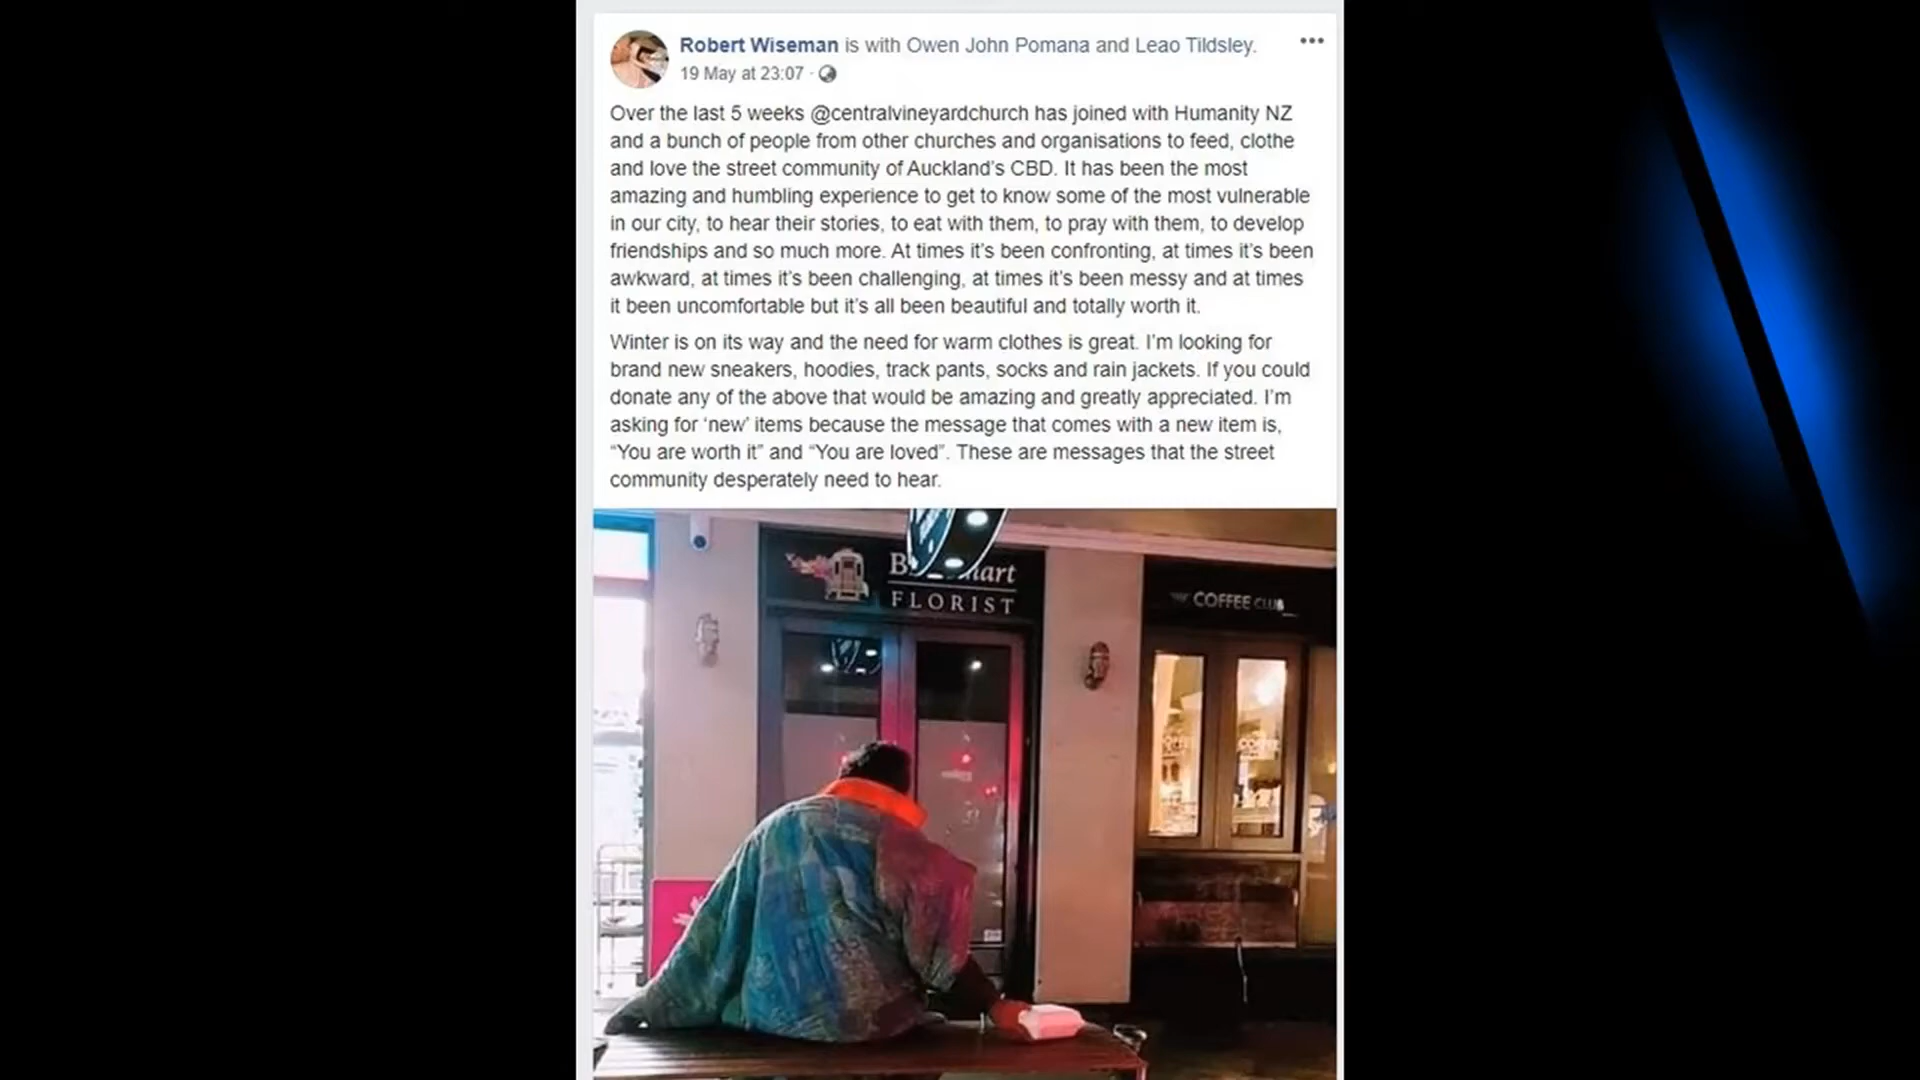 Robert Wiseman is with Owen John Pomana and Leao Tildsley.
19 May at 23:07 ·
Over the last 5 weeks @centralvineyardchurch has joined with Humanity NZ
and a bunch of people from other churches and organisations to feed, clothe
and love the street community of Auckland's CBD. It has been the most
amazing and humbling experience to get to know some of the most vulnerable
in our city, to hear their stories, to eat with them, to pray with them, to develop
friendships and so much more. At times it's been confronting, at times it's been
awkward, at times it's been challenging, at times it's been messy and at times
it been uncomfortable but it's all been beautiful and totally worth it.
Winter is on its way and the need for warm clothes is great. I'm looking for
brand new sneakers, hoodies, track pants, socks and rain jackets. If you could
donate any of the above that would be amazing and greatly appreciated. I'm
asking for 'new' items because the message that comes with a new item is,
“You are worth it” and “You are loved”. These are messages that the street
community desperately need to hear.
FLORIST
COFFEE CLUB